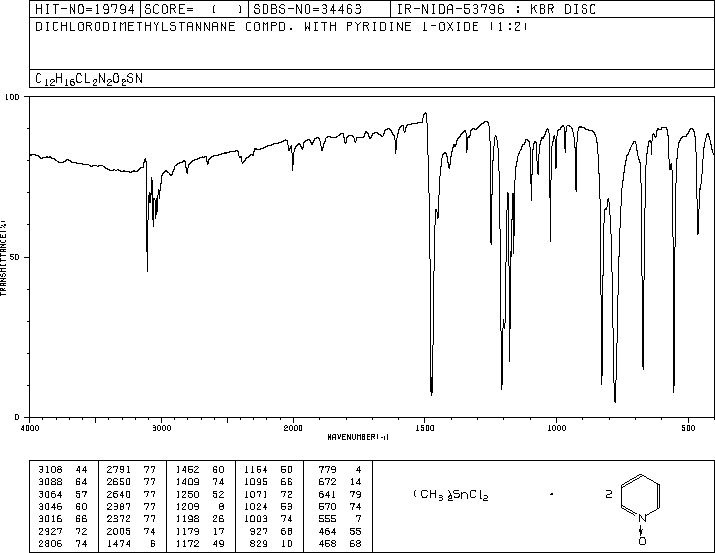 HIT-NO=19794 SCORE= ( ) SDBS-NO=34463 IR-NIDA-53796 : KBR DISC
DICHLORODIMETHYLSTANNANE COMPD. WITH PYRIDINE 1-OXIDE (1:2)
C12H16CL2N2O2SN
100
50
0
TRANSMITTANCE(%)
4000 3000 2000 1500 1000 500
WAVENUMBER(-1)
3108 44 2791 77 1462 60 1164 50 779 4
3088 64 2650 77 1409 74 1095 66 672 14
3064 57 2640 77 1250 52 1071 72 641 79
3046 60 2387 77 1209 8 1024 53 570 74
3016 66 2372 77 1198 26 1003 74 555 7
2927 72 2005 74 1179 17 927 68 464 55
2806 74 1474 6 1172 49 829 10 458 68
(CH3)2SnCl2 · 2 N
O